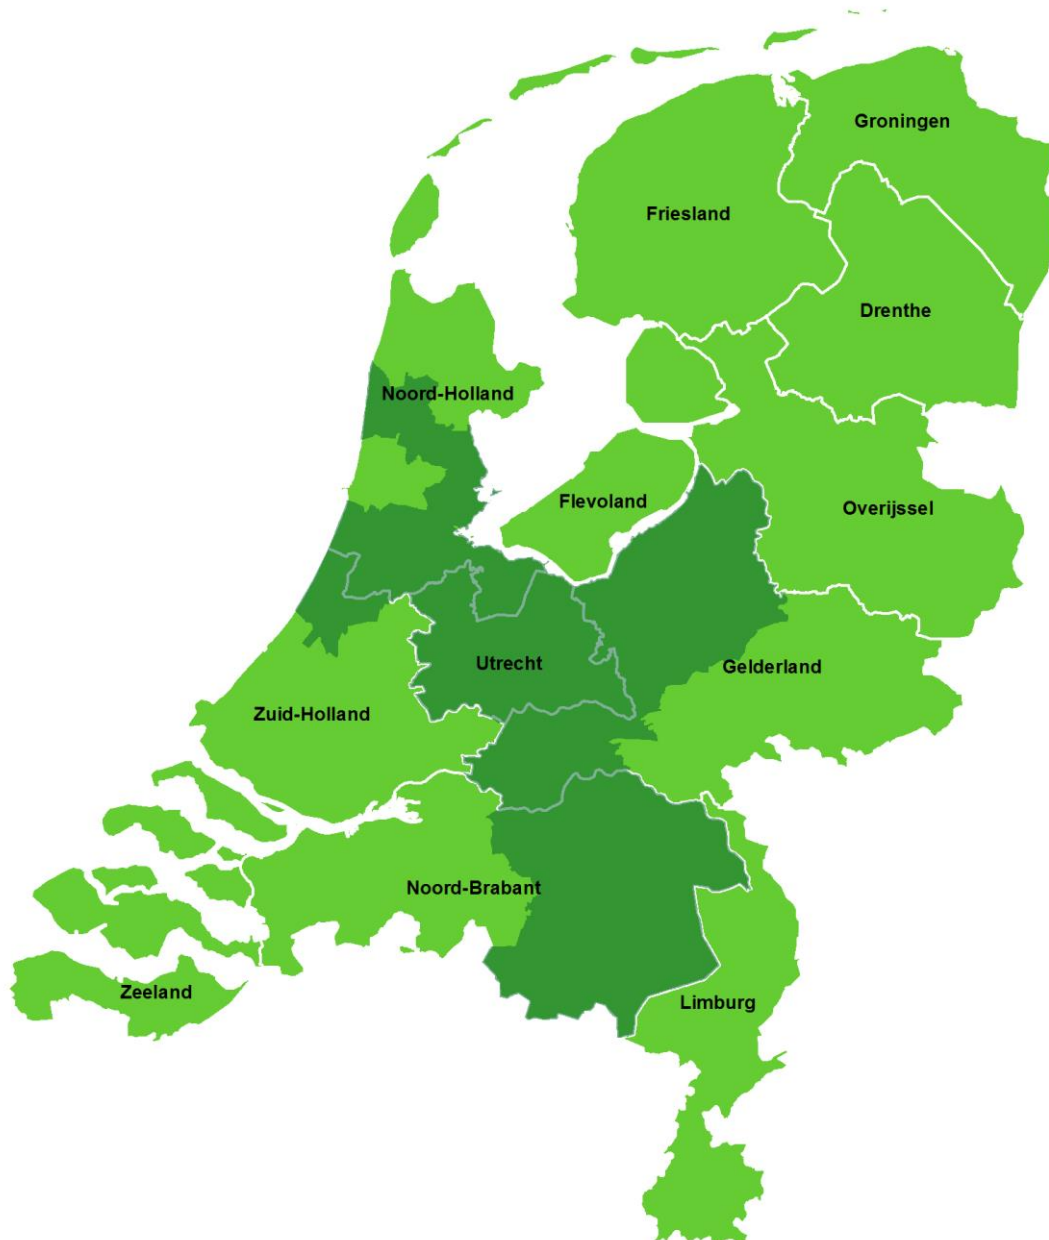 Groningen
Friesland
Drenthe
Noord-Holland
Flevoland
Overijssel
Utrecht
Gelderland
Zuid-Holland
Noord-Brabant
Zeeland
Limburg